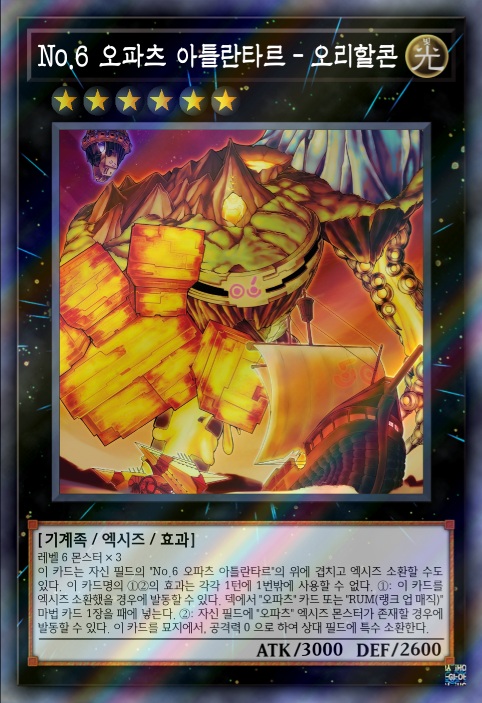 No.6 오파츠 아틀란타르 - 오리할콘
光
06
[기계족 / 엑시즈 / 효과]
레벨 6 몬스터 × 3
이 카드는 자신 필드의 "No.6 오파츠 아틀란타르"의 위에 겹치고 엑시즈 소환할 수도
있다. 이 카드명의 ①②의 효과는 각각 1턴에 1번밖에 사용할 수 없다. ①: 이 카드를
엑시즈 소환했을 경우에 발동할 수 있다. 덱에서 "오파츠" 카드 또는 "RUM(랭크 업 매직)"
마법 카드 1장을 패에 넣는다. ②: 자신 필드에 "오파츠" 엑시즈 몬스터가 존재할 경우에
발동할 수 있다. 이 카드를 묘지에서, 공격력 0 으로 하여 상대 필드에 특수 소환한다.
ATK/3000 DEF/2600